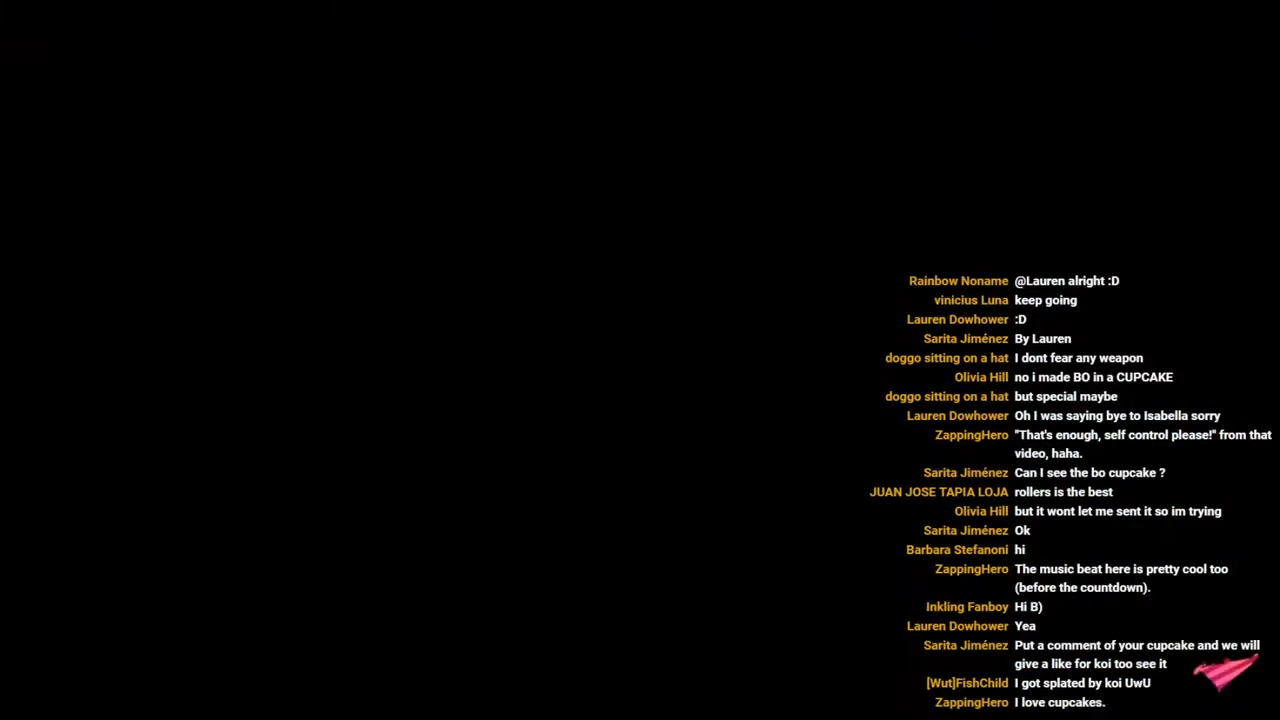 Rainbow Noname @Lauren alright :D
vinicius Luna keep going
Lauren Dowhower :D
Sarita Jiménez By Lauren
doggo sitting on a hat I dont fear any weapon
Olivia Hill no i made BO in a CUPCAKE
doggo sitting on a hat but special maybe
Lauren Dowhower Oh I was saying bye to Isabella sorry
ZappingHero "That's enough, self control please!" from that
video, haha.
Sarita Jiménez Can I see the bo cupcake ?
JUAN JOSE TAPIA LOJA rollers is the best
Olivia Hill but it wont let me sent it so im trying
Sarita Jiménez Ok
Barbara Stefanoni hi
ZappingHero The music beat here is pretty cool too
(before the countdown).
Inkling Fanboy Hi B)
Lauren Dowhower Yea
Sarita Jiménez Put a comment of your cupcake and we will
give a like for koi too see it
[Wut]FishChild I got splated by koi UwU
ZappingHero I love cupcakes.